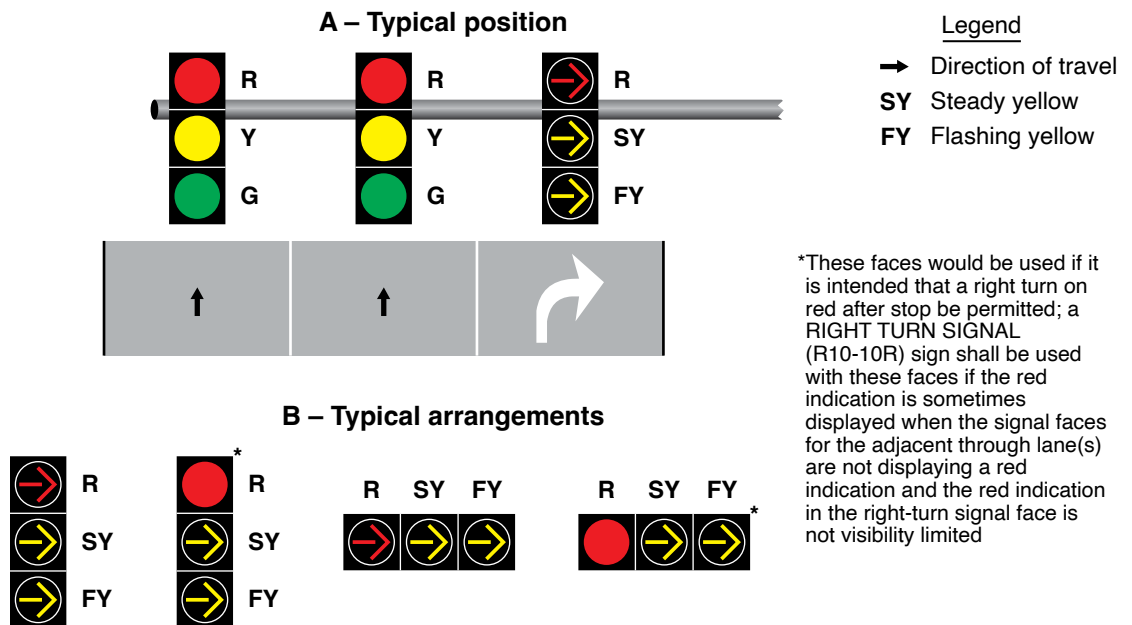 A – Typical position
R
Y
G
R
Y
G
R
SY
FY
Legend
Direction of travel
SY Steady yellow
FY Flashing yellow
*These faces would be used if it
is intended that a right turn on
red after stop be permitted; a
RIGHT TURN SIGNAL
(R10-10R) sign shall be used
with these faces if the red
indication is sometimes
displayed when the signal faces
for the adjacent through lane(s)
are not displaying a red
indication and the red indication
in the right-turn signal face is
not visibility limited
B – Typical arrangements
R
SY
FY
*
R
SY
FY
R SY FY
R SY FY
*